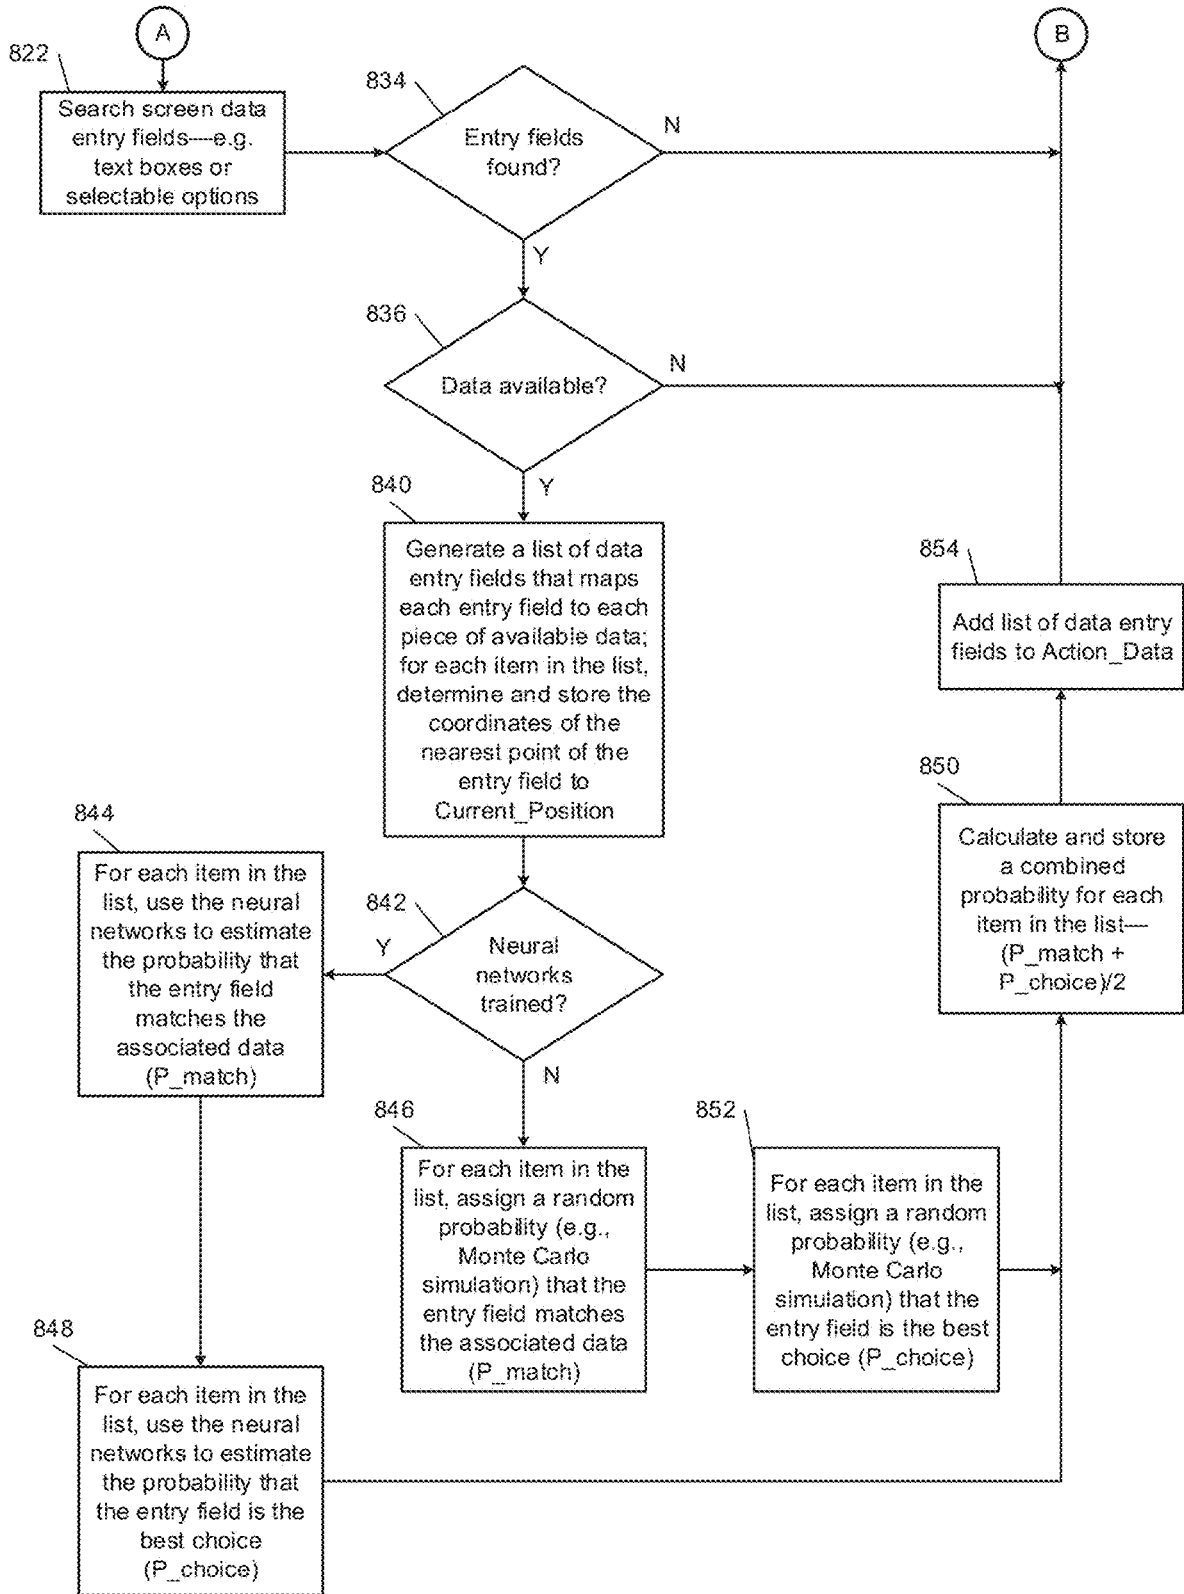 A
B
822
Search screen data
entry fields—e.g.
text boxes or
selectable options
834
Entry fields
found?
N
Y
836
Data available?
N
Y
840
Generate a list of data
entry fields that maps
each entry field to each
piece of available data;
for each item in the list,
determine and store the
coordinates of the
nearest point of the
entry field to
Current_Position
854
Add list of data entry
fields to Action_Data
850
Calculate and store
a combined
probability for each
item in the list—
(P_match +
P_choice)/2
844
For each item in the
list, use the neural
networks to estimate
the probability that
the entry field
matches the
associated data
(P_match)
842
Neural
networks
trained?
Y
N
846
For each item in the
list, assign a random
probability (e.g.,
Monte Carlo
simulation) that the
entry field matches
the associated data
(P_match)
852
For each item in the
list, assign a random
probability (e.g.,
Monte Carlo
simulation) that the
entry field is the best
choice (P_choice)
848
For each item in the
list, use the neural
networks to estimate
the probability that
the entry field is the
best choice
(P_choice)